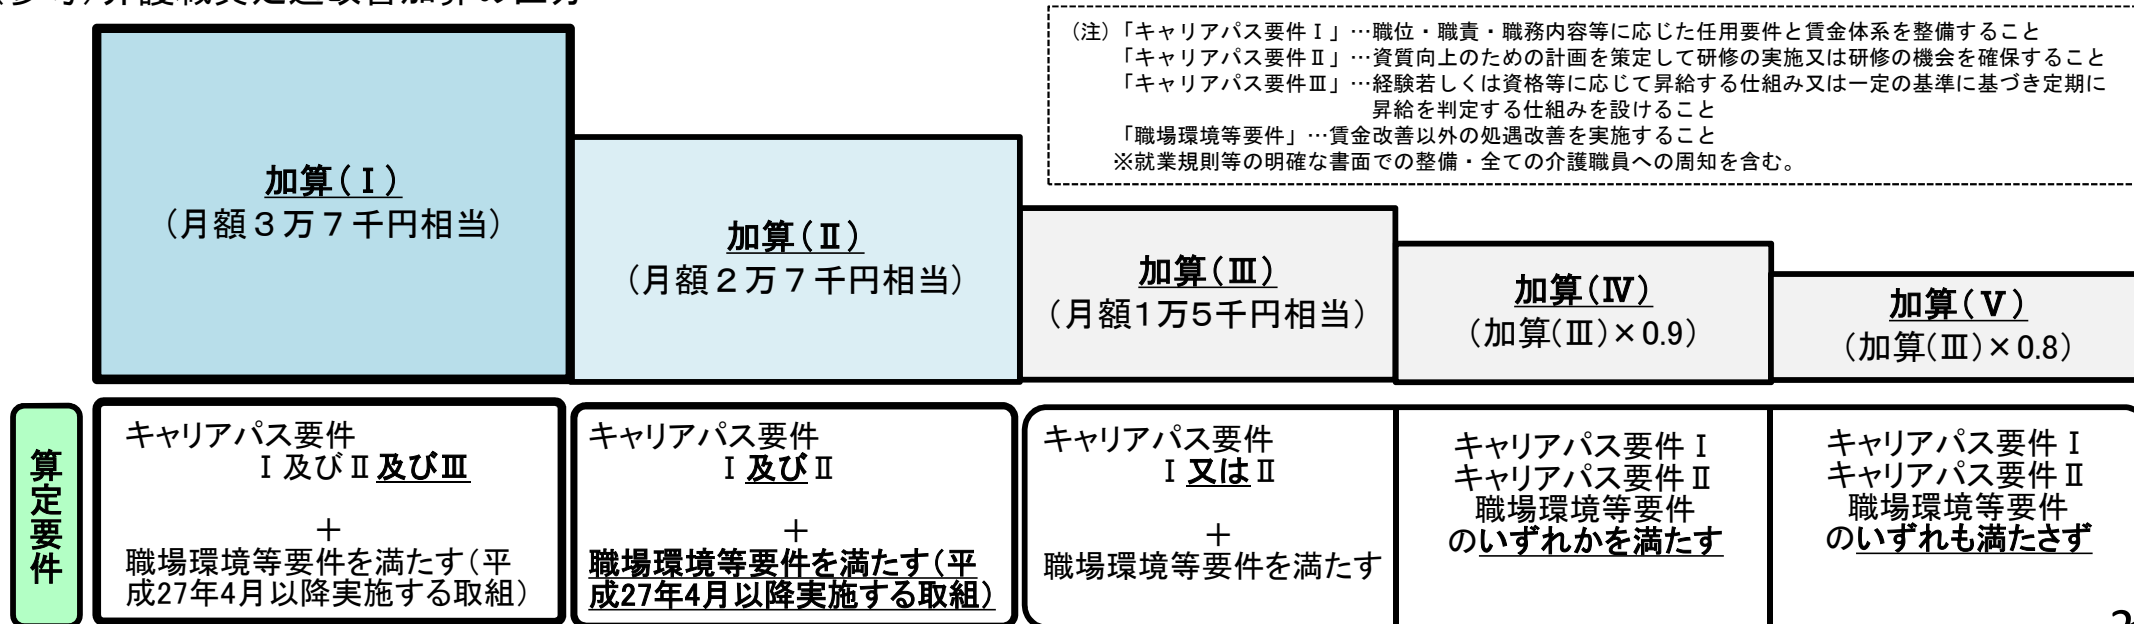 (参考)介護職員処遇改善加算の区分
(注)「キャリアパス要件Ⅰ」…職位・職責・職務内容等に応じた任用要件と賃金体系を整備すること
「キャリアパス要件Ⅱ」…資質向上のための計画を策定して研修の実施又は研修の機会を確保すること
「キャリアパス要件Ⅲ」…経験若しくは資格等に応じて昇給する仕組み又は一定の基準に基づき定期に
昇給を判定する仕組みを設けること
「職場環境等要件」…賃金改善以外の処遇改善を実施すること
※就業規則等の明確な書面での整備・全ての介護職員への周知を含む。
加算(Ⅰ)
(月額3万7千円相当)
加算(Ⅱ)
(月額2万7千円相当)
加算(Ⅲ)
(月額1万5千円相当)
加算(Ⅳ)
(加算(Ⅲ)×0.9)
加算(Ⅴ)
(加算(Ⅲ)×0.8)
算定要件
キャリアパス要件
Ⅰ及びⅡ及びⅢ
+
職場環境等要件を満たす(平
成27年4月以降実施する取組)
キャリアパス要件
Ⅰ及びⅡ
+
職場環境等要件を満たす(平
成27年4月以降実施する取組)
キャリアパス要件
Ⅰ又はⅡ
+
職場環境等要件を満たす
キャリアパス要件Ⅰ
キャリアパス要件Ⅱ
職場環境等要件
のいずれかを満たす
キャリアパス要件Ⅰ
キャリアパス要件Ⅱ
職場環境等要件
のいずれも満たさず